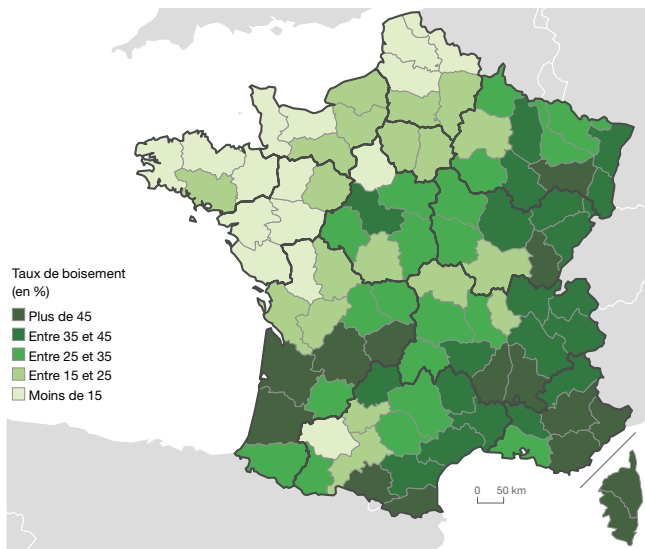 Taux de boisement
(en %)
Plus de 45
Entre 35 et 45
Entre 25 et 35
Entre 15 et 25
Moins de 15
0 50 km